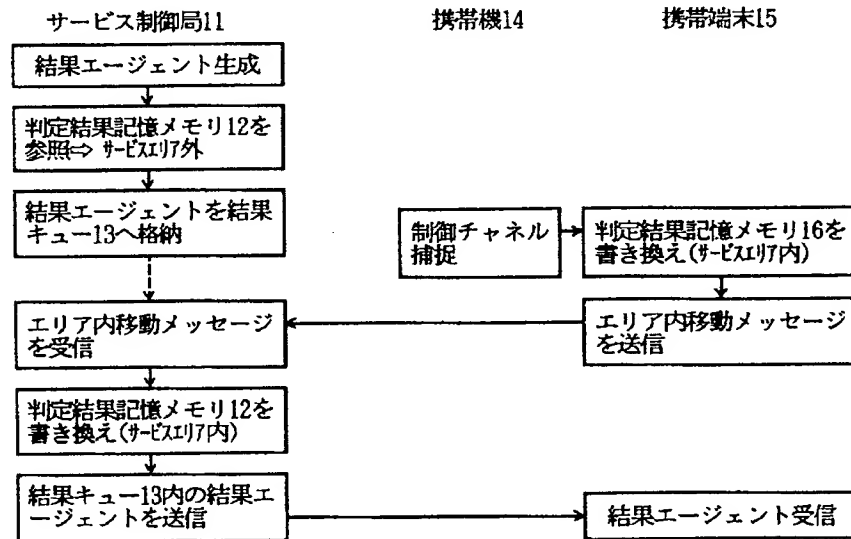 サービス制御局11
携帯機14
携帯端末15
結果エージェント生成
判定結果記憶メモリ12を
参照⇨ サービスエリア外
結果エージェントを結果
キュー13へ格納
制御チャネル
捕捉
判定結果記憶メモリ16を
書き換え(サービスエリア内)
エリア内移動メッセージ
を受信
エリア内移動メッセージ
を送信
判定結果記憶メモリ12を
書き換え(サービスエリア内)
結果キュー13内の結果エ
ージェントを送信
結果エージェント受信